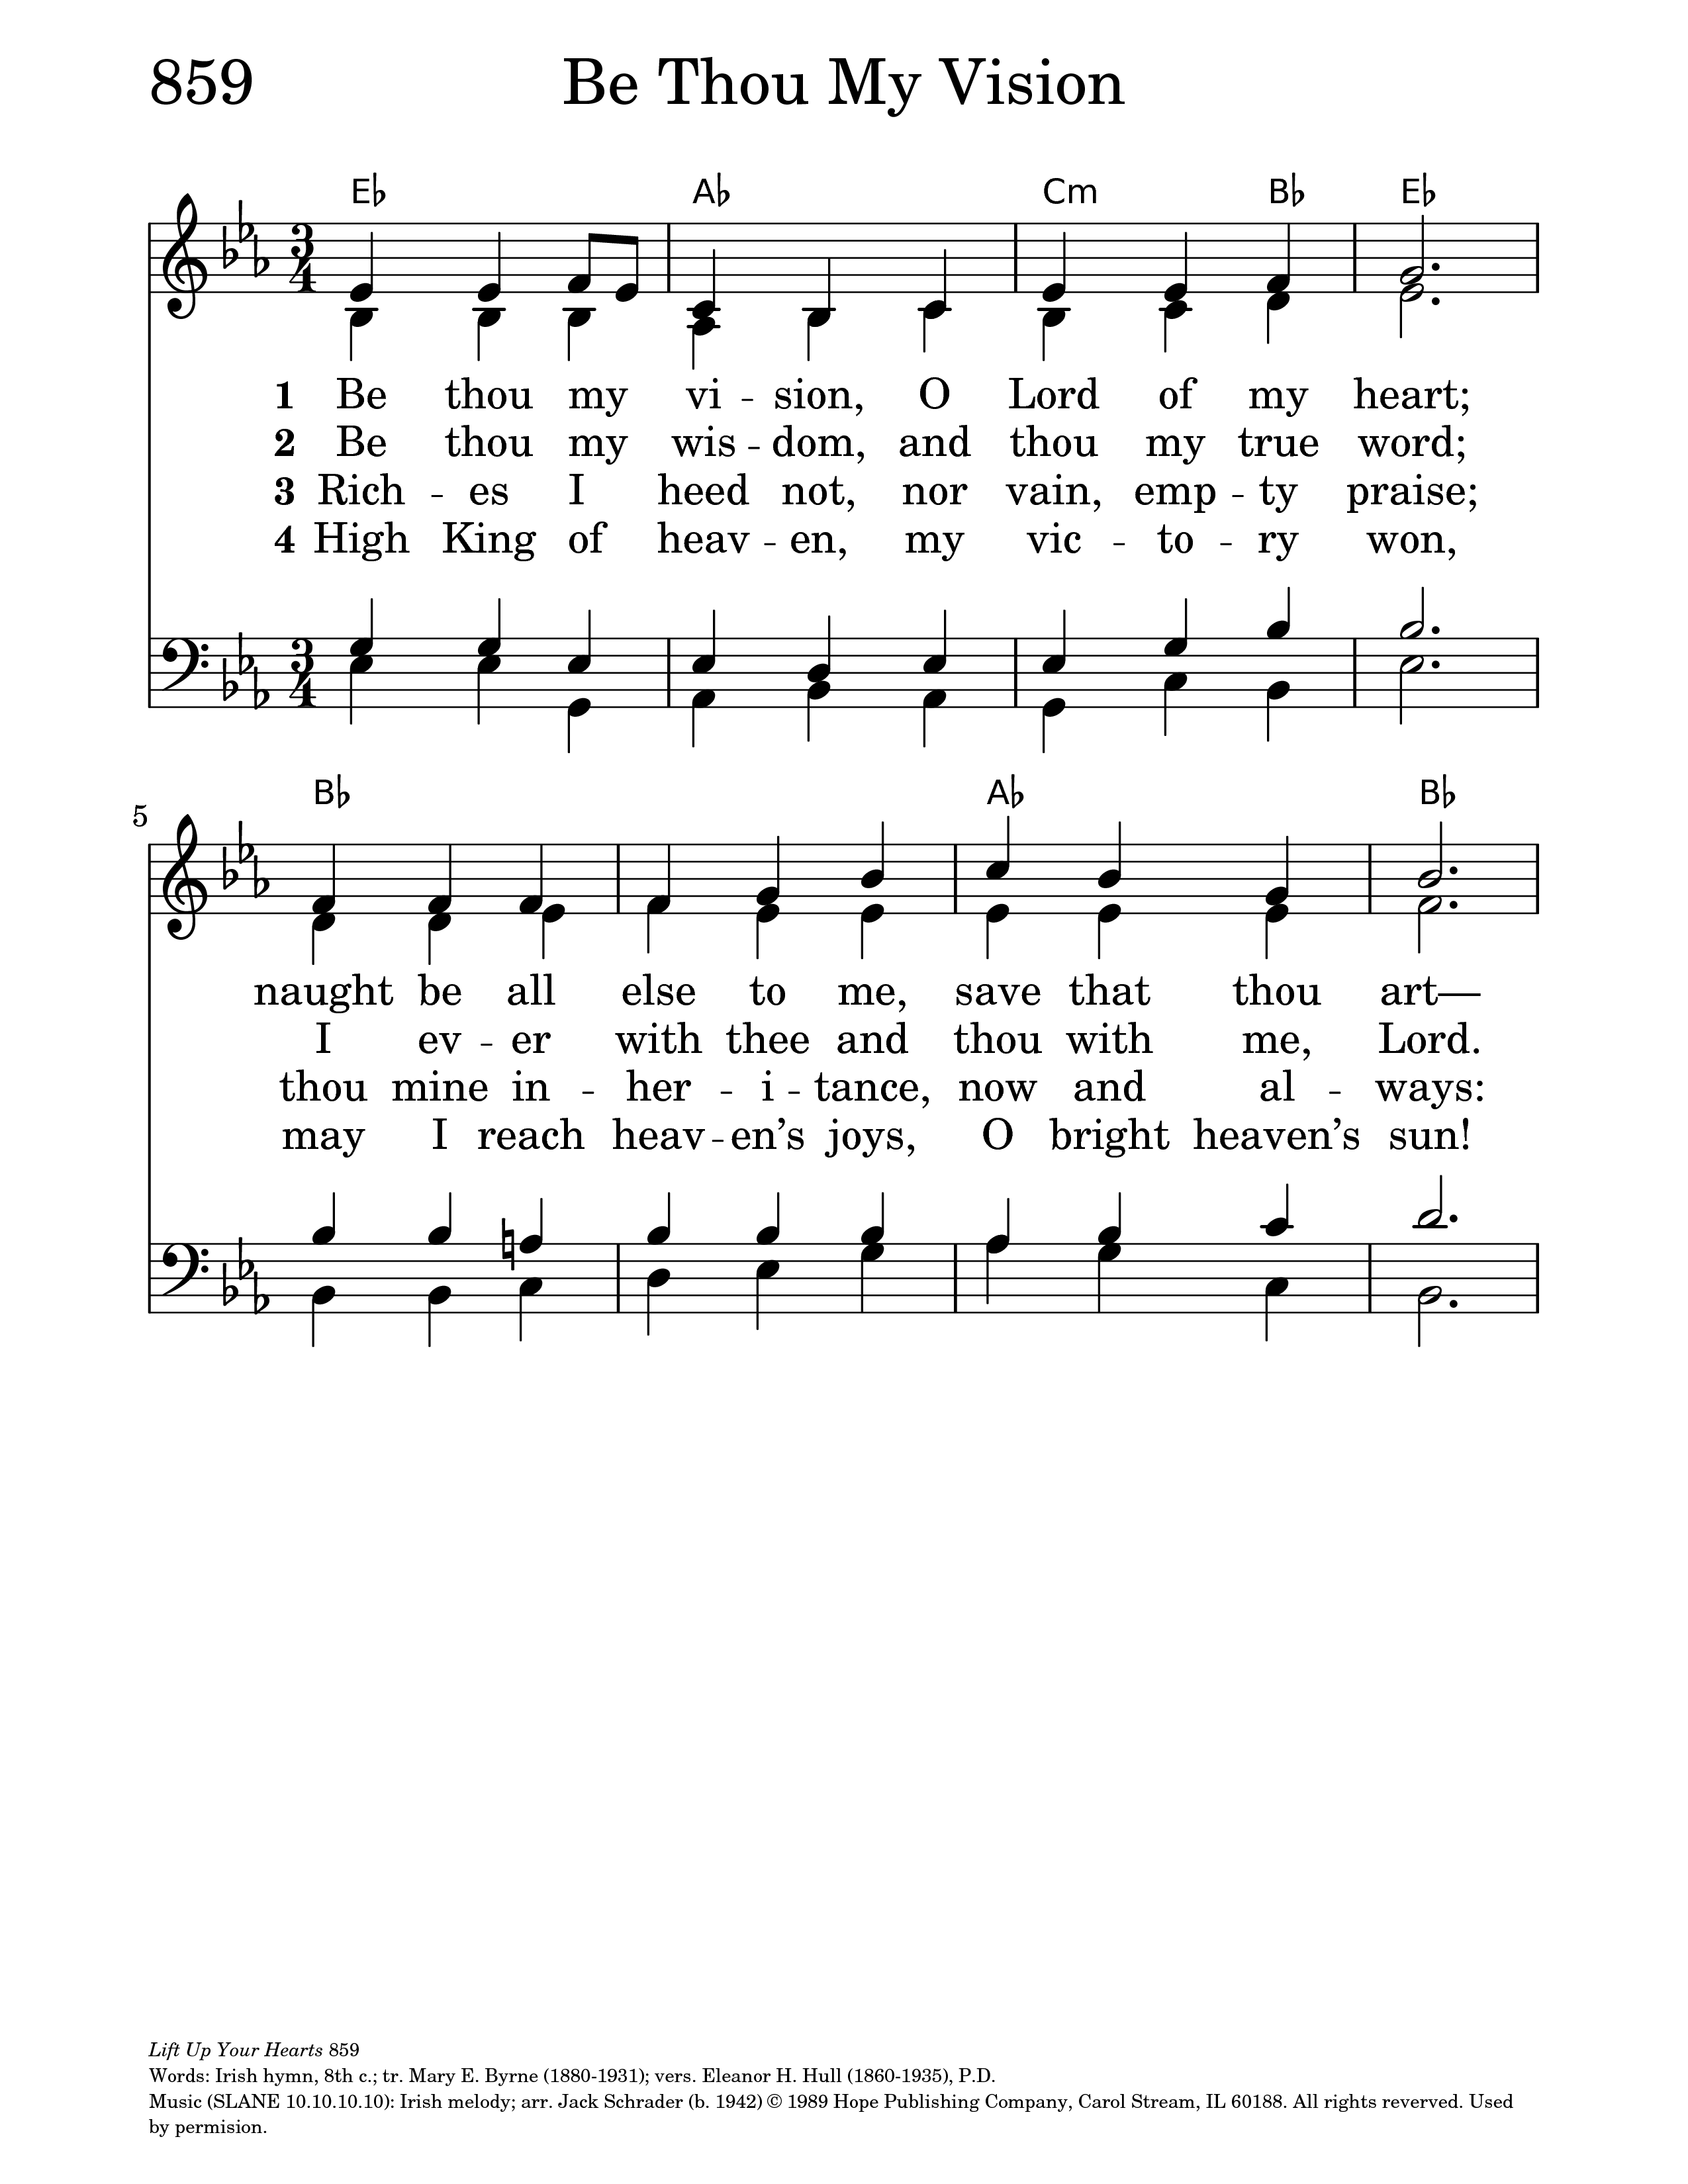 859 Be Thou My Vision
E♭ A♭ Cm B♭ E♭
3 4
1 Be thou my vi -- sion, O Lord of my heart;
2 Be thou my wis -- dom, and thou my true word;
3 Rich -- es I heed not, nor vain, emp -- ty praise;
4 High King of heav -- en, my vic -- to -- ry won,
3 4
B♭ A♭ B♭
5
naught be all else to me, save that thou art—
I ev -- er with thee and thou with me, Lord.
thou mine in -- her -- i -- tance, now and al -- ways:
may I reach heav -- en’s joys, O bright heaven’s sun!
Lift Up Your Hearts 859
Words: Irish hymn, 8th c.; tr. Mary E. Byrne (1880-1931); vers. Eleanor H. Hull (1860-1935), P.D.
Music (SLANE 10.10.10.10): Irish melody; arr. Jack Schrader (b. 1942) © 1989 Hope Publishing Company, Carol Stream, IL 60188. All rights reverved. Used
by permision.